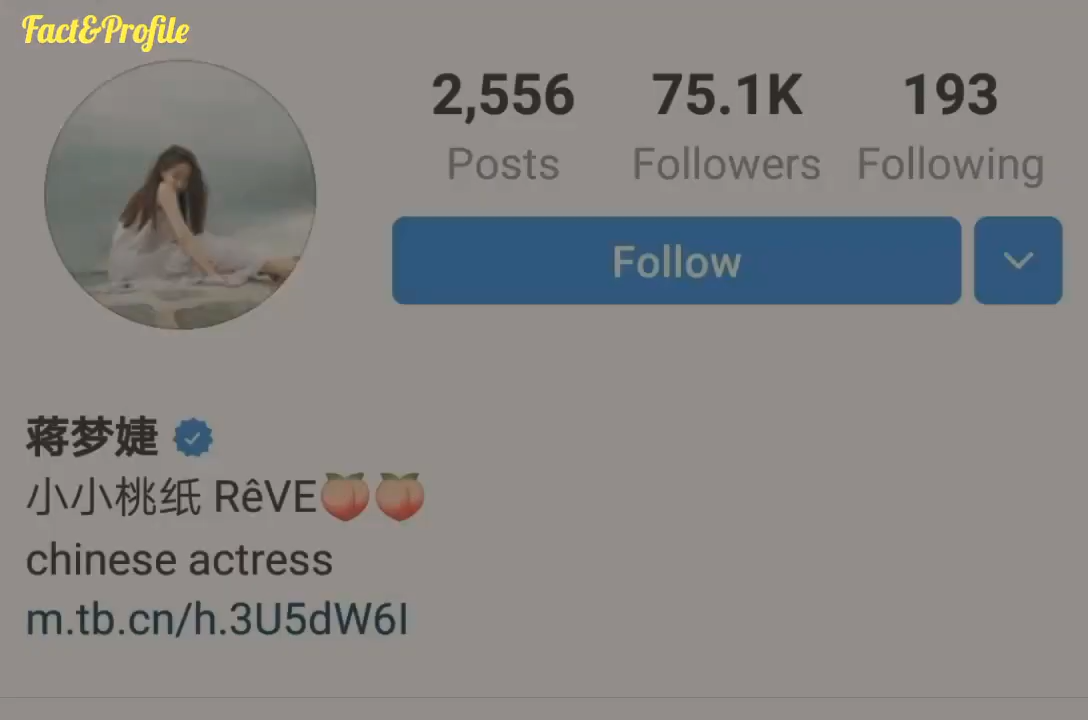 Fact&Profile
2,556 75.1K 193
Posts Followers Following
Follow
蒋梦婕
小小桃纸 RêVE🍑🍑
chinese actress
m.tb.cn/h.3U5dW6I